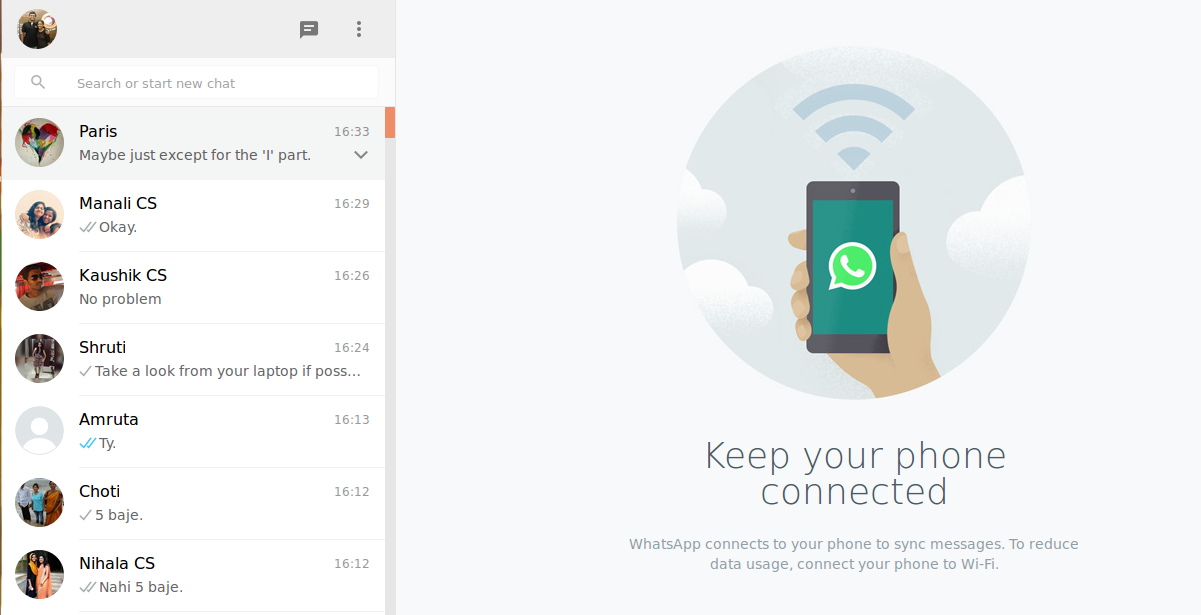 Search or start new chat
Paris 16:33
Maybe just except for the 'I' part.
Manali CS 16:29
Okay.
Kaushik CS 16:26
No problem
Shruti 16:24
Take a look from your laptop if poss...
Amruta 16:13
Ty.
Choti 16:12
5 baje.
Nihala CS 16:12
Nahi 5 baje.
Keep your phone
connected
WhatsApp connects to your phone to sync messages. To reduce
data usage, connect your phone to Wi-Fi.